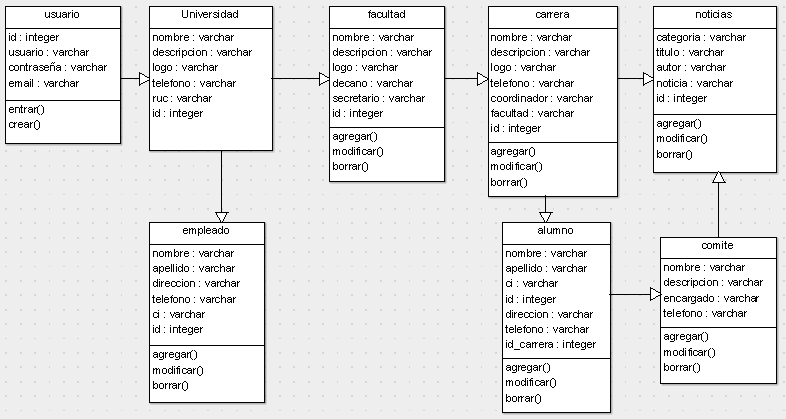 usuario
id : integer
usuario : varchar
contraseña : varchar
email : varchar
entrar()
crear()
Universidad
nombre : varchar
descripcion : varchar
logo : varchar
telefono : varchar
ruc : varchar
id : integer
facultad
nombre : varchar
descripcion : varchar
logo : varchar
decano : varchar
secretario : varchar
id : integer
agregar()
modificar()
borrar()
carrera
nombre : varchar
descripcion : varchar
logo : varchar
telefono : varchar
coordinador : varchar
facultad : varchar
id : integer
agregar()
modificar()
borrar()
noticias
categoria : varchar
titulo : varchar
autor : varchar
noticia : varchar
id : integer
agregar()
modificar()
borrar()
empleado
nombre : varchar
apellido : varchar
direccion : varchar
telefono : varchar
ci : varchar
id : integer
agregar()
modificar()
borrar()
alumno
nombre : varchar
apellido : varchar
ci : varchar
id : integer
direccion : varchar
telefono : varchar
id_carrera : integer
agregar()
modificar()
borrar()
comite
nombre : varchar
descripcion : varchar
encargado : varchar
telefono : varchar
agregar()
modificar()
borrar()